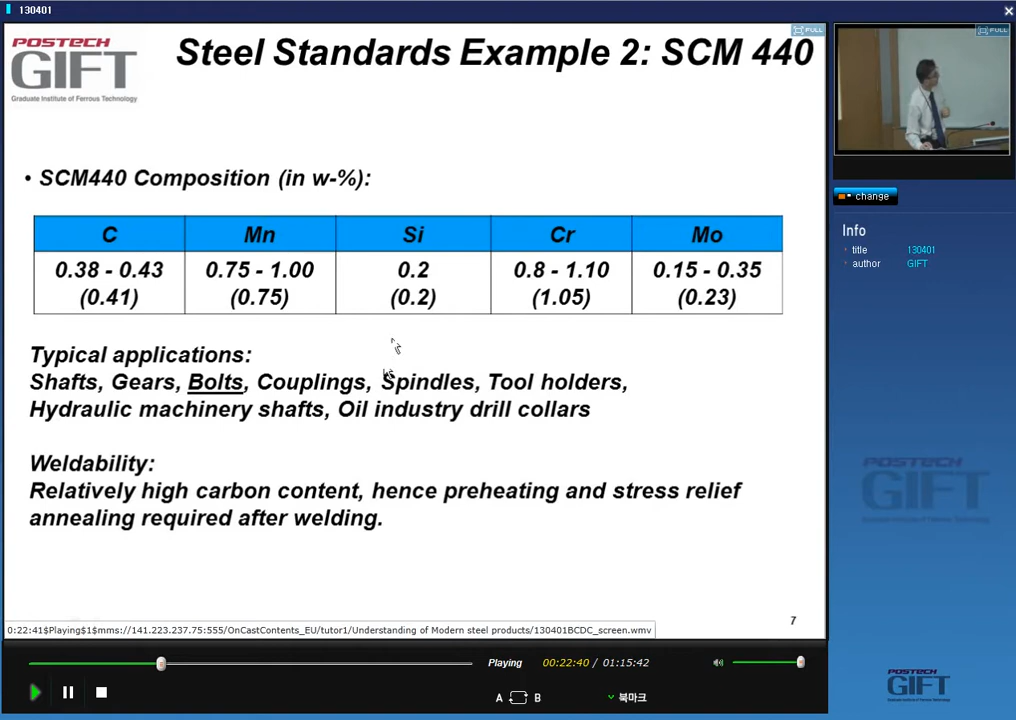 130401
POSTECH
GIFT
Graduate Institute of Ferrous Technology
Steel Standards Example 2: SCM 440
FULL
FULL
• SCM440 Composition (in w-%):
C Mn Si Cr Mo
0.38 - 0.43 0.75 - 1.00 0.2 0.8 - 1.10 0.15 - 0.35
(0.41) (0.75) (0.2) (1.05) (0.23)
Typical applications:
Shafts, Gears, Bolts, Couplings, Spindles, Tool holders,
Hydraulic machinery shafts, Oil industry drill collars
Weldability:
Relatively high carbon content, hence preheating and stress relief
annealing required after welding.
7
0:22:41$Playing$1$mms://141.223.237.75:555/OnCastContents_EU/tutor1/Understanding of Modern steel products/130401BCDC_screen.wmv
change
Info
title 130401
author GIFT
POSTECH
GIFT
Playing 00:22:40 / 01:15:42
A B 북마크
POSTECH
GIFT